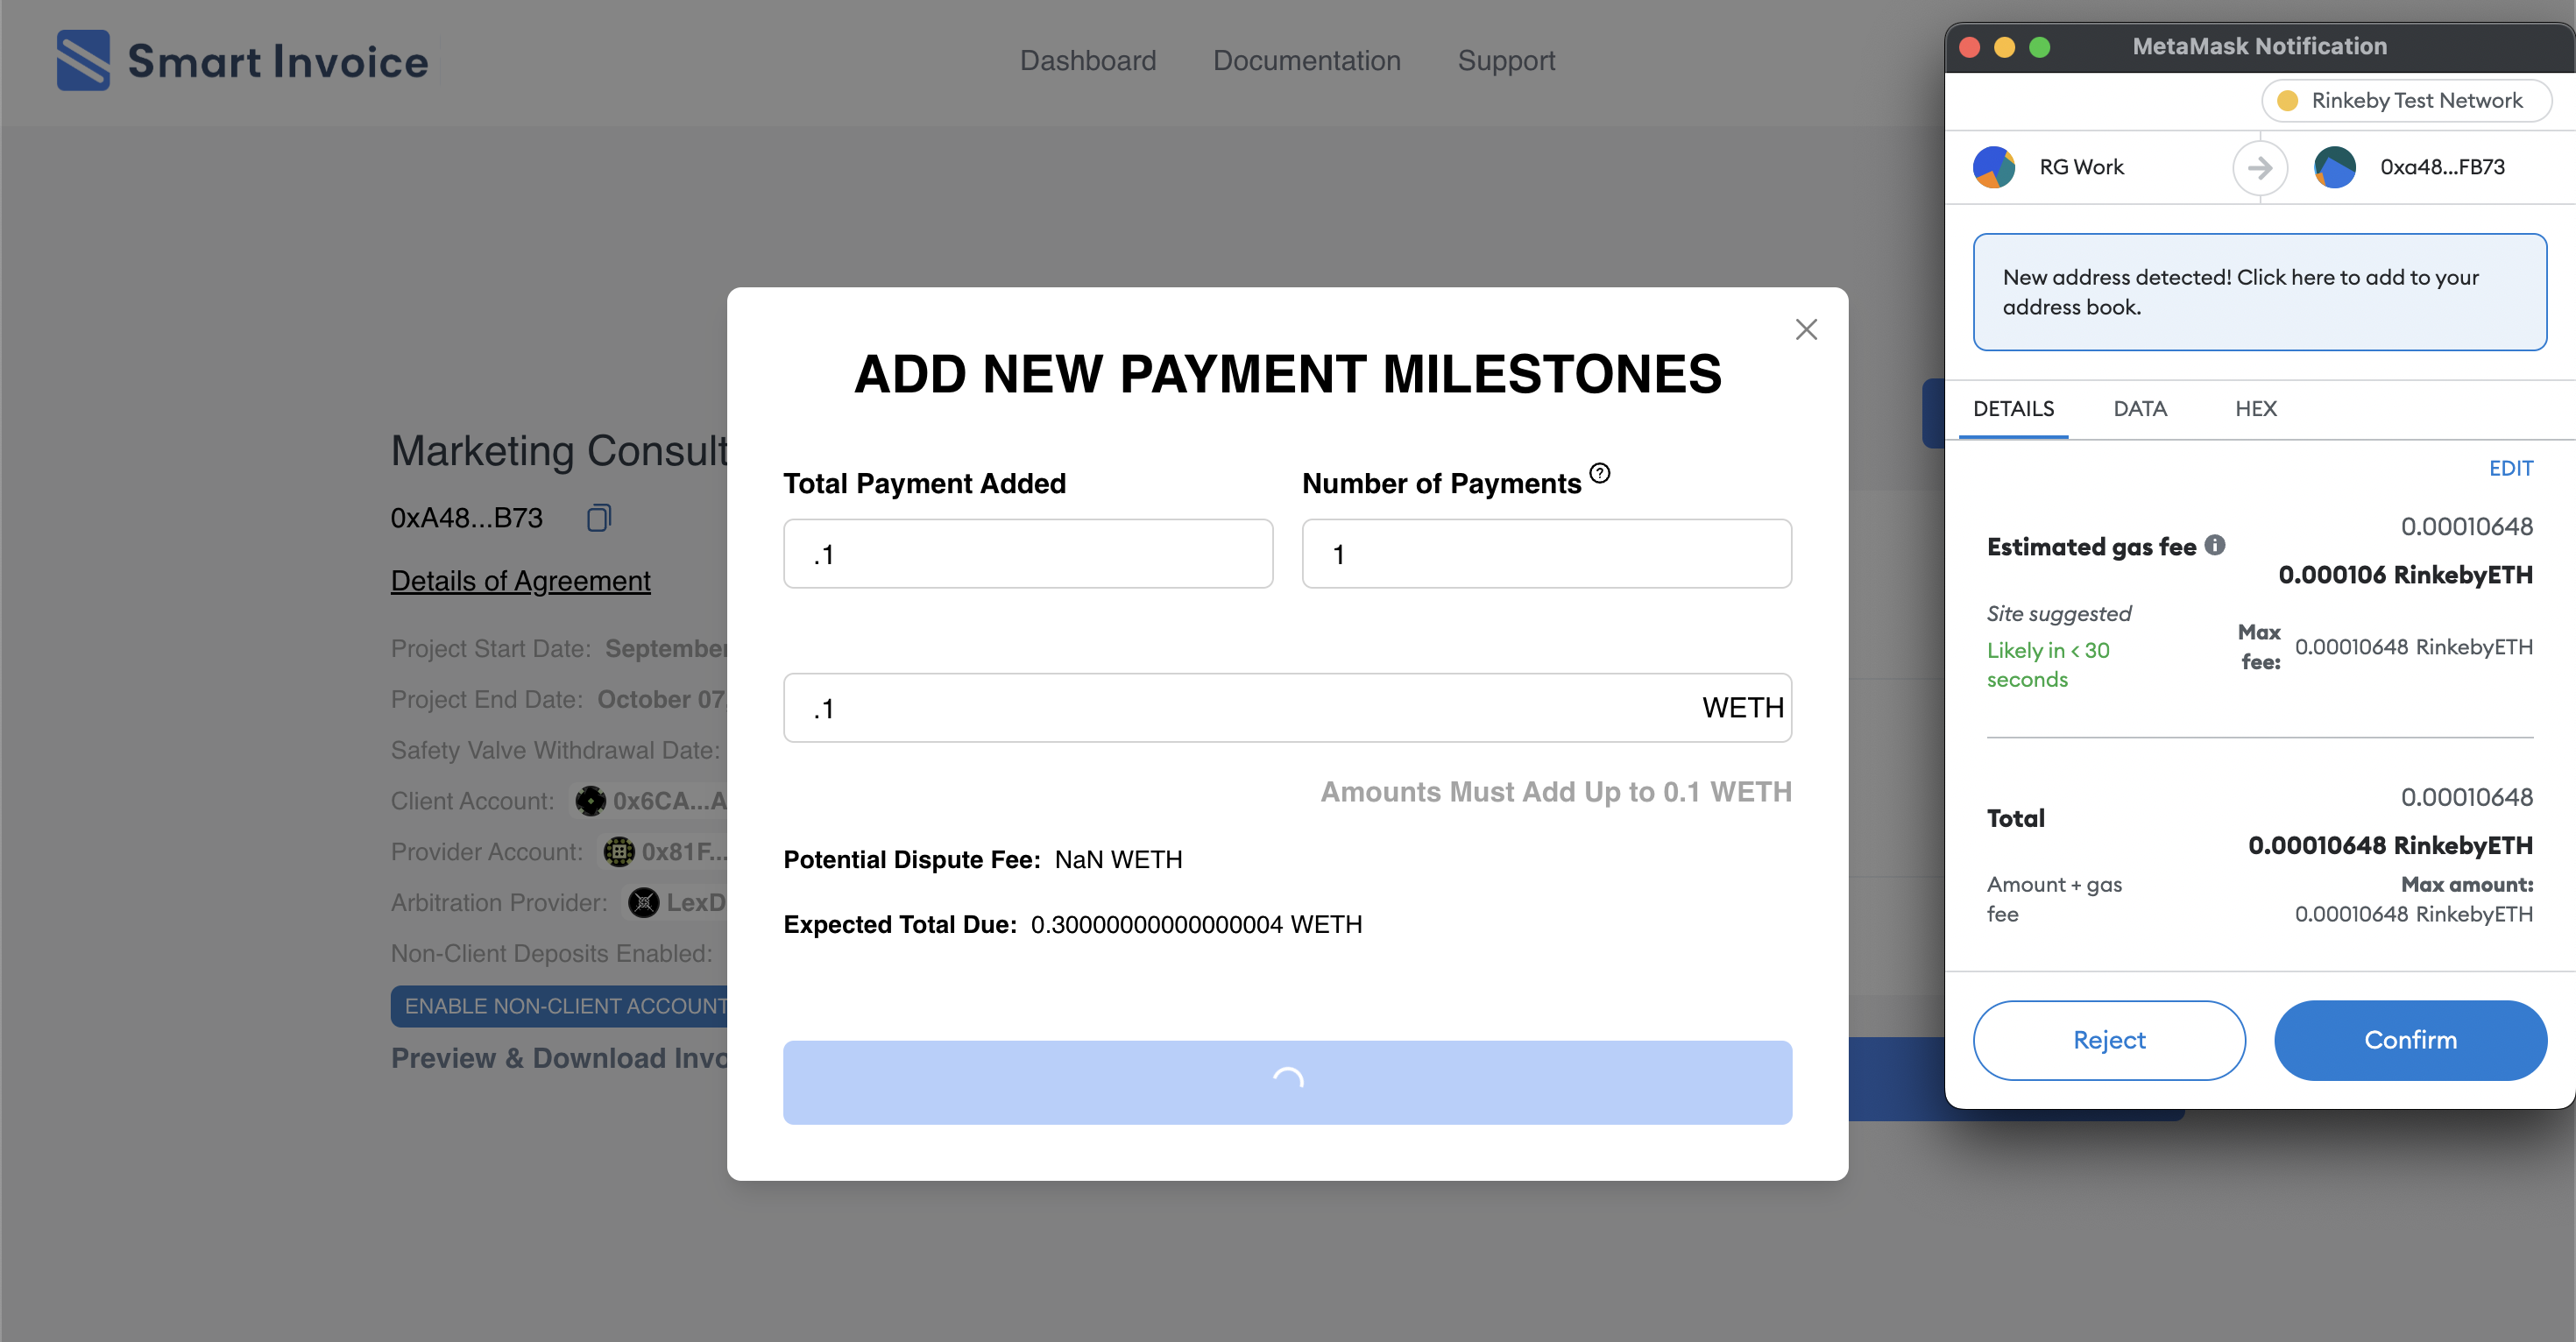 Smart Invoice
Dashboard
Documentation
Support
Marketing Consult
0xA48...B73
Details of Agreement
Project Start Date: September
Project End Date: October 07
Safety Valve Withdrawal Date:
Client Account: 0x6CA...A
Provider Account: 0x81F...
Arbitration Provider: LexD
Non-Client Deposits Enabled:
ENABLE NON-CLIENT ACCOUNT
Preview & Download Invo
ADD NEW PAYMENT MILESTONES
Total Payment Added
Number of Payments ?
.1
1
.1
WETH
Amounts Must Add Up to 0.1 WETH
Potential Dispute Fee: NaN WETH
Expected Total Due: 0.30000000000000004 WETH
MetaMask Notification
Rinkeby Test Network
RG Work
0xa48...FB73
New address detected! Click here to add to your
address book.
DETAILS
DATA
HEX
EDIT
Estimated gas fee
0.00010648
0.000106 RinkebyETH
Site suggested
Likely in < 30
seconds
Max
fee:
0.00010648 RinkebyETH
Total
0.00010648
0.00010648 RinkebyETH
Amount + gas
fee
Max amount:
0.00010648 RinkebyETH
Reject
Confirm